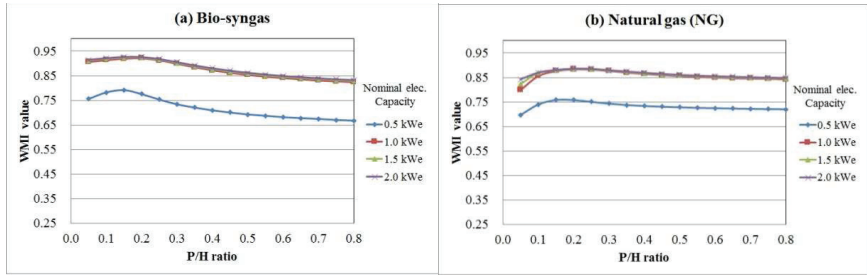 (a) Bio-syngas
WMI value
0.95
0.85
0.75
0.65
0.55
0.45
0.35
0.25
0.0 0.1 0.2 0.3 0.4 0.5 0.6 0.7 0.8
P/H ratio
Nominal elec.
Capacity
0.5 kWe
1.0 kWe
1.5 kWe
2.0 kWe
(b) Natural gas (NG)
WMI value
0.95
0.85
0.75
0.65
0.55
0.45
0.35
0.25
0.0 0.1 0.2 0.3 0.4 0.5 0.6 0.7 0.8
P/H ratio
Nominal elec.
Capacity
0.5 kWe
1.0 kWe
1.5 kWe
2.0 kWe